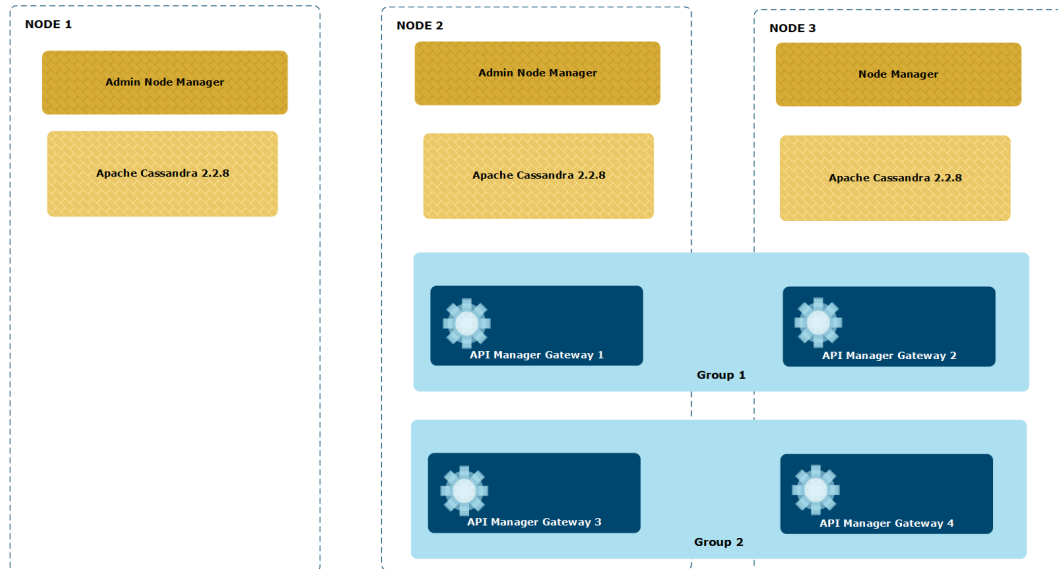 NODE 1
Admin Node Manager
Apache Cassandra 2.2.8
NODE 2
Admin Node Manager
Apache Cassandra 2.2.8
NODE 3
Node Manager
Apache Cassandra 2.2.8
API Manager Gateway 1
API Manager Gateway 2
Group 1
API Manager Gateway 3
API Manager Gateway 4
Group 2